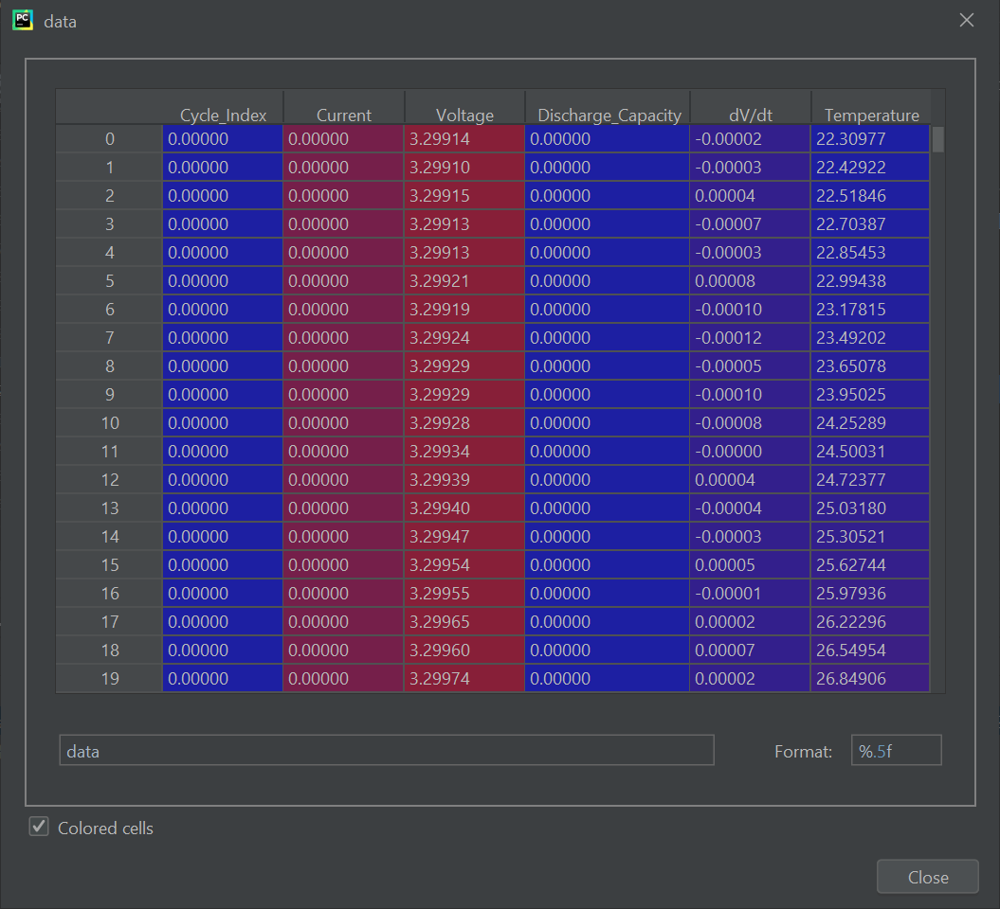 PC data
Cycle_Index Current Voltage Discharge_Capacity dV/dt Temperature
0 0.00000 0.00000 3.29914 0.00000 -0.00002 22.30977
1 0.00000 0.00000 3.29910 0.00000 -0.00003 22.42922
2 0.00000 0.00000 3.29915 0.00000 0.00004 22.51846
3 0.00000 0.00000 3.29913 0.00000 -0.00007 22.70387
4 0.00000 0.00000 3.29913 0.00000 -0.00003 22.85453
5 0.00000 0.00000 3.29921 0.00000 0.00008 22.99438
6 0.00000 0.00000 3.29919 0.00000 -0.00010 23.17815
7 0.00000 0.00000 3.29924 0.00000 -0.00012 23.49202
8 0.00000 0.00000 3.29929 0.00000 -0.00005 23.65078
9 0.00000 0.00000 3.29929 0.00000 -0.00010 23.95025
10 0.00000 0.00000 3.29928 0.00000 -0.00008 24.25289
11 0.00000 0.00000 3.29934 0.00000 -0.00000 24.50031
12 0.00000 0.00000 3.29939 0.00000 0.00004 24.72377
13 0.00000 0.00000 3.29940 0.00000 -0.00004 25.03180
14 0.00000 0.00000 3.29947 0.00000 -0.00003 25.30521
15 0.00000 0.00000 3.29954 0.00000 0.00005 25.62744
16 0.00000 0.00000 3.29955 0.00000 -0.00001 25.97936
17 0.00000 0.00000 3.29965 0.00000 0.00002 26.22296
18 0.00000 0.00000 3.29960 0.00000 0.00007 26.54954
19 0.00000 0.00000 3.29974 0.00000 0.00002 26.84906
data Format: %.5f
Colored cells
Close